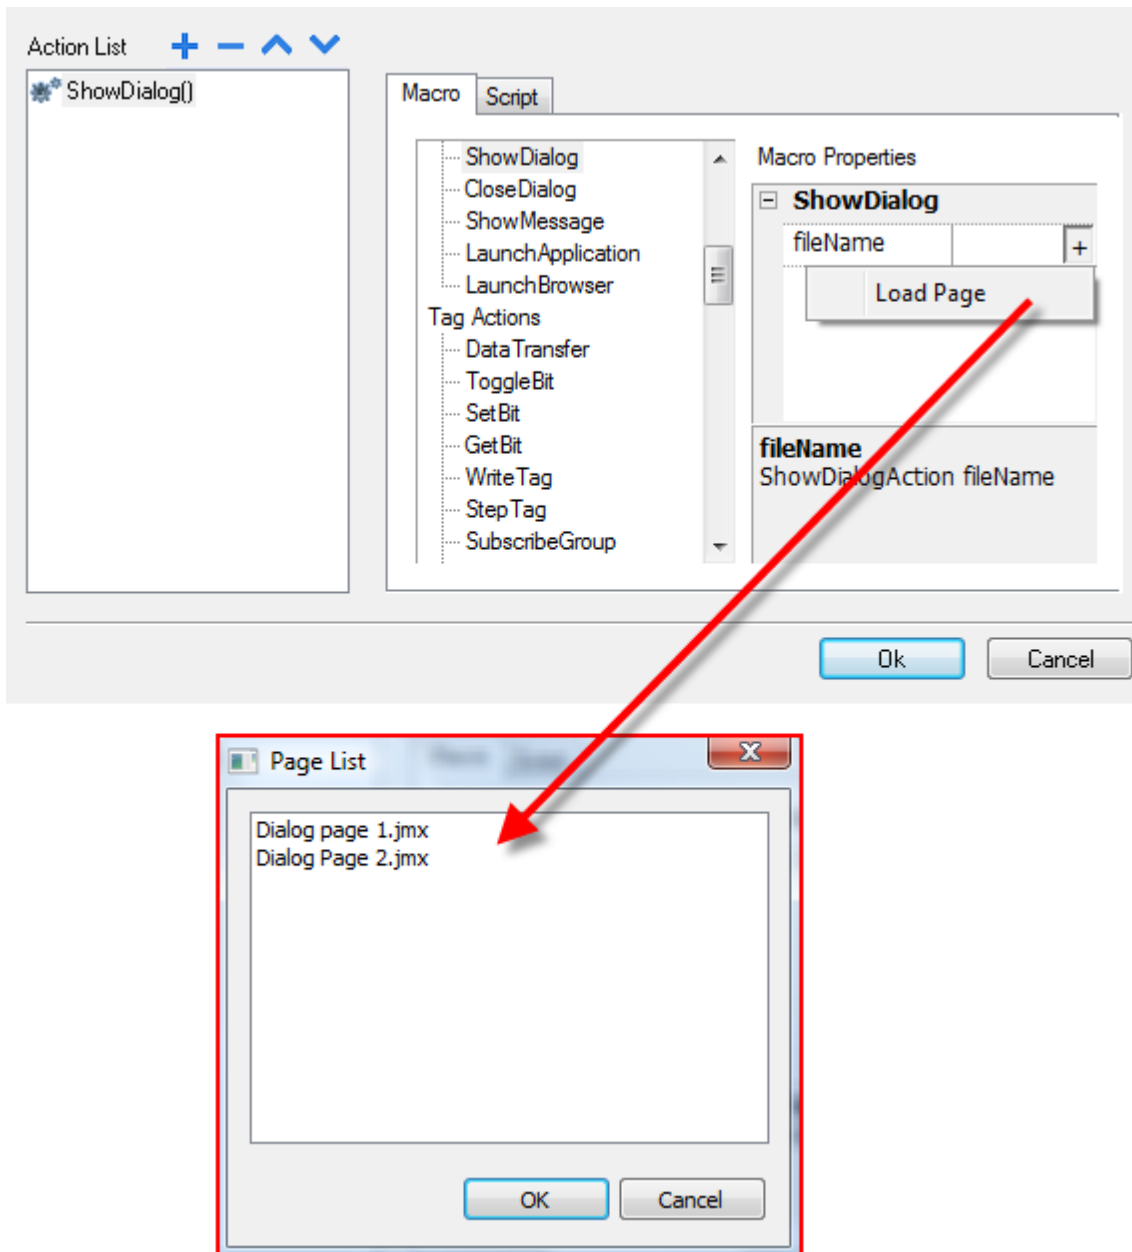 Action List
ShowDialog()
Macro
Script
ShowDialog
CloseDialog
ShowMessage
LaunchApplication
LaunchBrowser
Tag Actions
DataTransfer
ToggleBit
SetBit
GetBit
WriteTag
StepTag
SubscribeGroup
Macro Properties
ShowDialog
fileName
Load Page
fileName
ShowDialogAction fileName
Ok
Cancel
Page List
Dialog page 1.jmx
Dialog Page 2.jmx
OK
Cancel